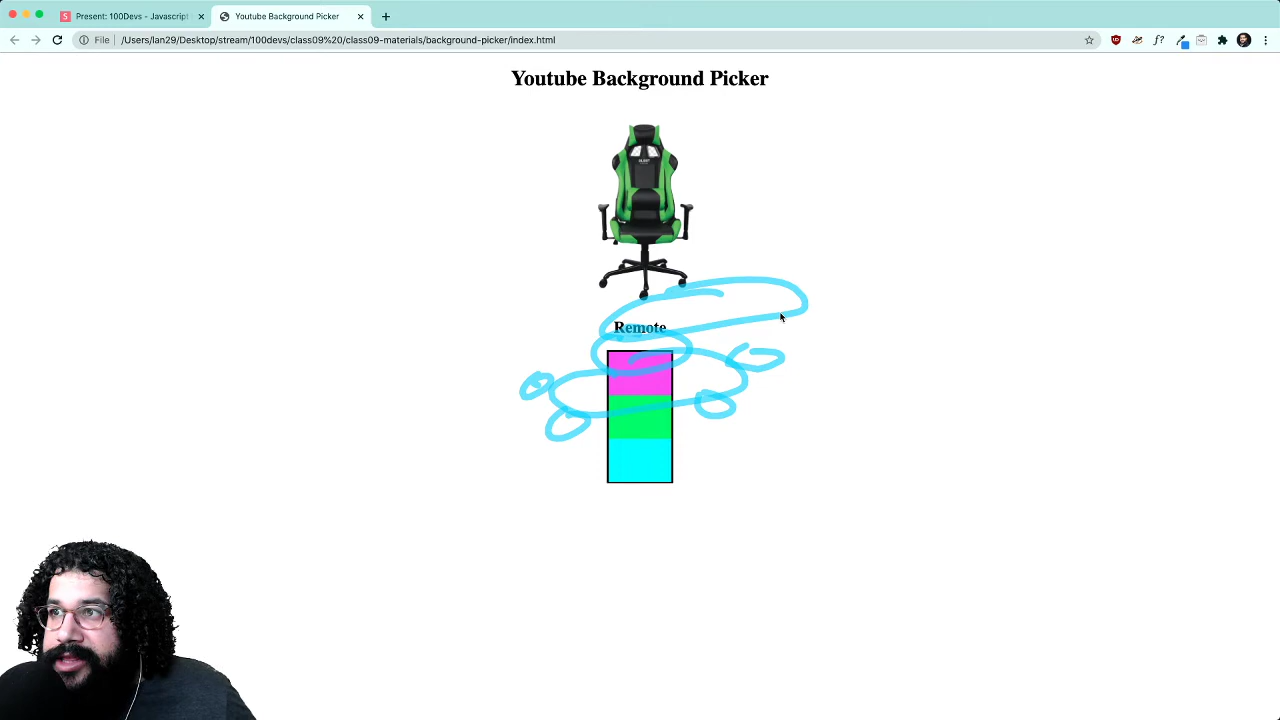 Present: 100Devs - Javascript
Youtube Background Picker
File
/Users/lan29/Desktop/stream/100devs/class09%20/class09-materials/background-picker/index.html
f?
Youtube Background Picker
Remote